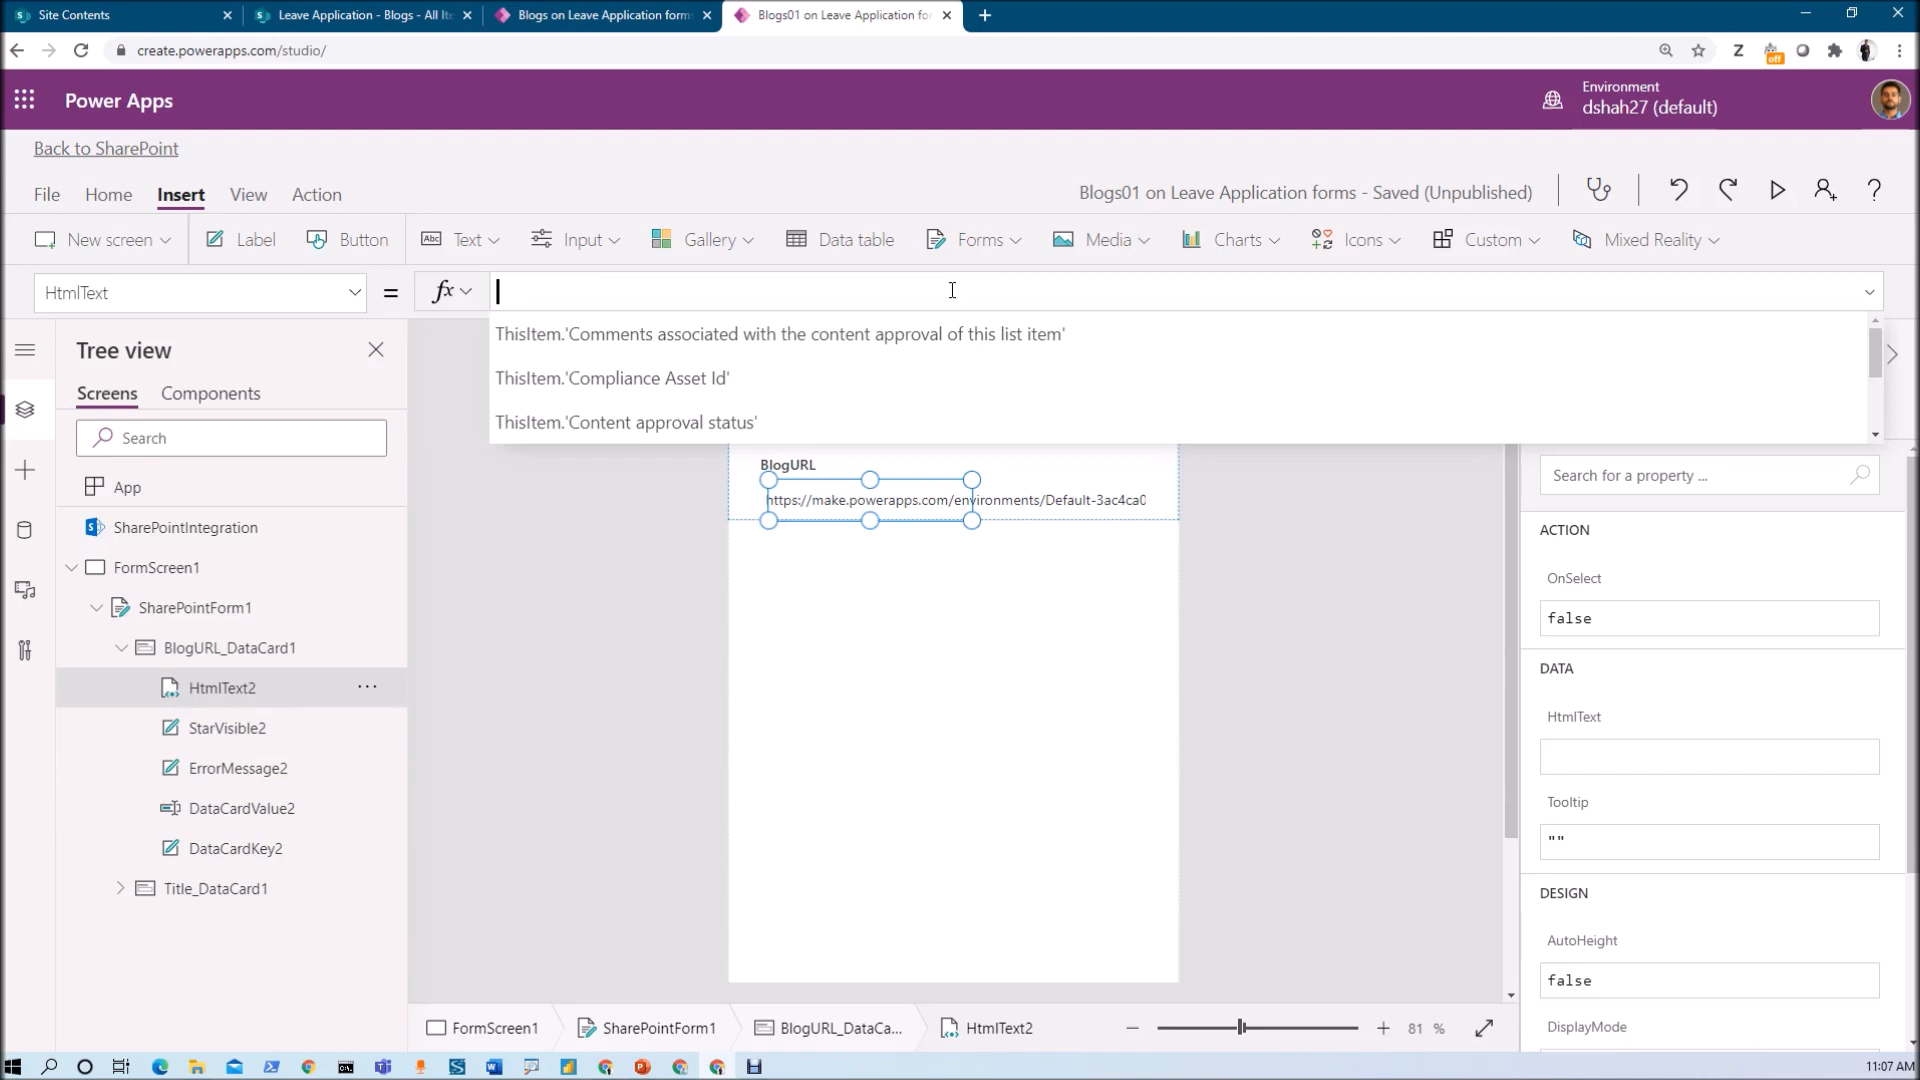 Site Contents
Leave Application - Blogs - All Ite
Blogs on Leave Application forms
Blogs01 on Leave Application for
create.powerapps.com/studio/
Z
off
Power Apps
Environment
dshah27 (default)
Back to SharePoint
File
Home
Insert
View
Action
Blogs01 on Leave Application forms - Saved (Unpublished)
?
New screen
Label
Button
Abc
Text
Input
Gallery
Data table
Forms
Media
Charts
Icons
Custom
Mixed Reality
HtmlText
=
fx
ThisItem.'Comments associated with the content approval of this list item'
ThisItem.'Compliance Asset Id'
ThisItem.'Content approval status'
Tree view
Screens
Components
Search
App
SharePointIntegration
FormScreen1
SharePointForm1
BlogURL_DataCard1
HtmlText2
...
StarVisible2
ErrorMessage2
DataCardValue2
DataCardKey2
Title_DataCard1
BlogURL
https://make.powerapps.com/environments/Default-3ac4ca0
Search for a property ...
ACTION
OnSelect
false
DATA
HtmlText
Tooltip
""
DESIGN
AutoHeight
false
DisplayMode
FormScreen1
SharePointForm1
BlogURL_DataCa...
HtmlText2
81 %
11:07 AM